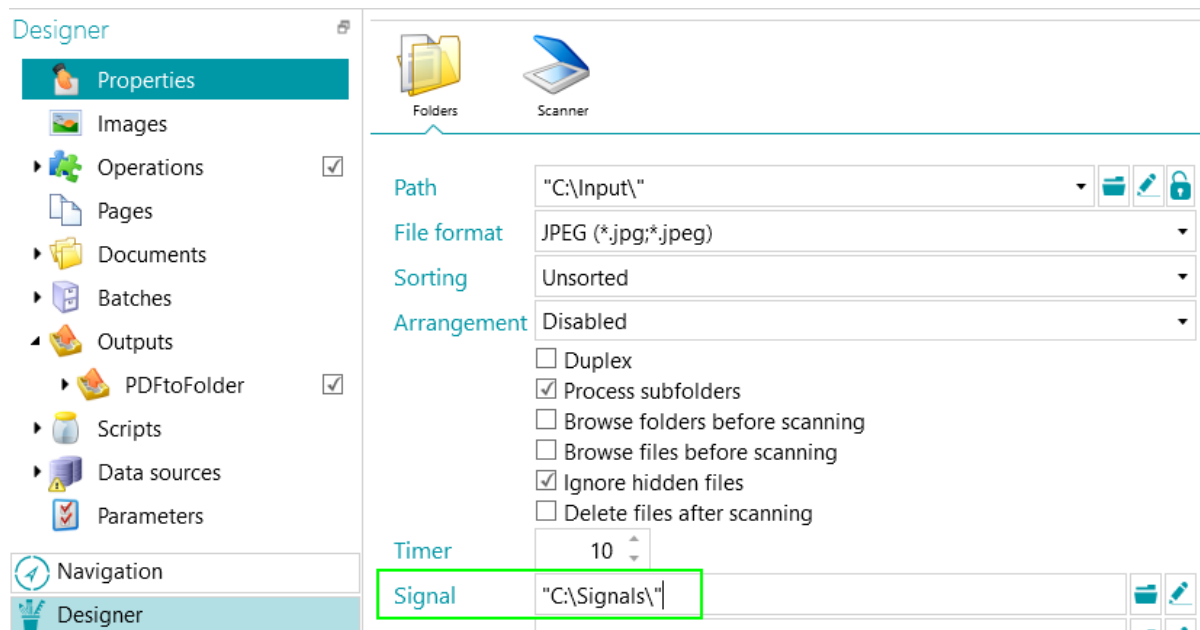 Designer
Properties
Images
Operations
Pages
Documents
Batches
Outputs
PDFtoFolder
Scripts
Data sources
Parameters
Navigation
Designer
Folders
Scanner
Path "C:\Input\"
File format JPEG (*.jpg;*.jpeg)
Sorting Unsorted
Arrangement Disabled
Duplex
Process subfolders
Browse folders before scanning
Browse files before scanning
Ignore hidden files
Delete files after scanning
Timer 10
Signal "C:\Signals\"